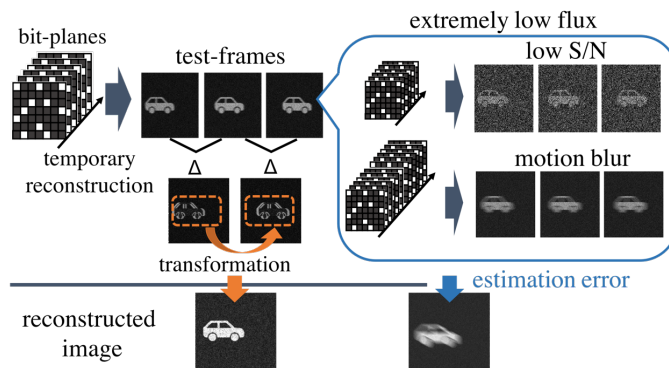 bit-planes
test-frames
temporary
reconstruction
Δ
Δ
transformation
extremely low flux
low S/N
motion blur
estimation error
reconstructed
image